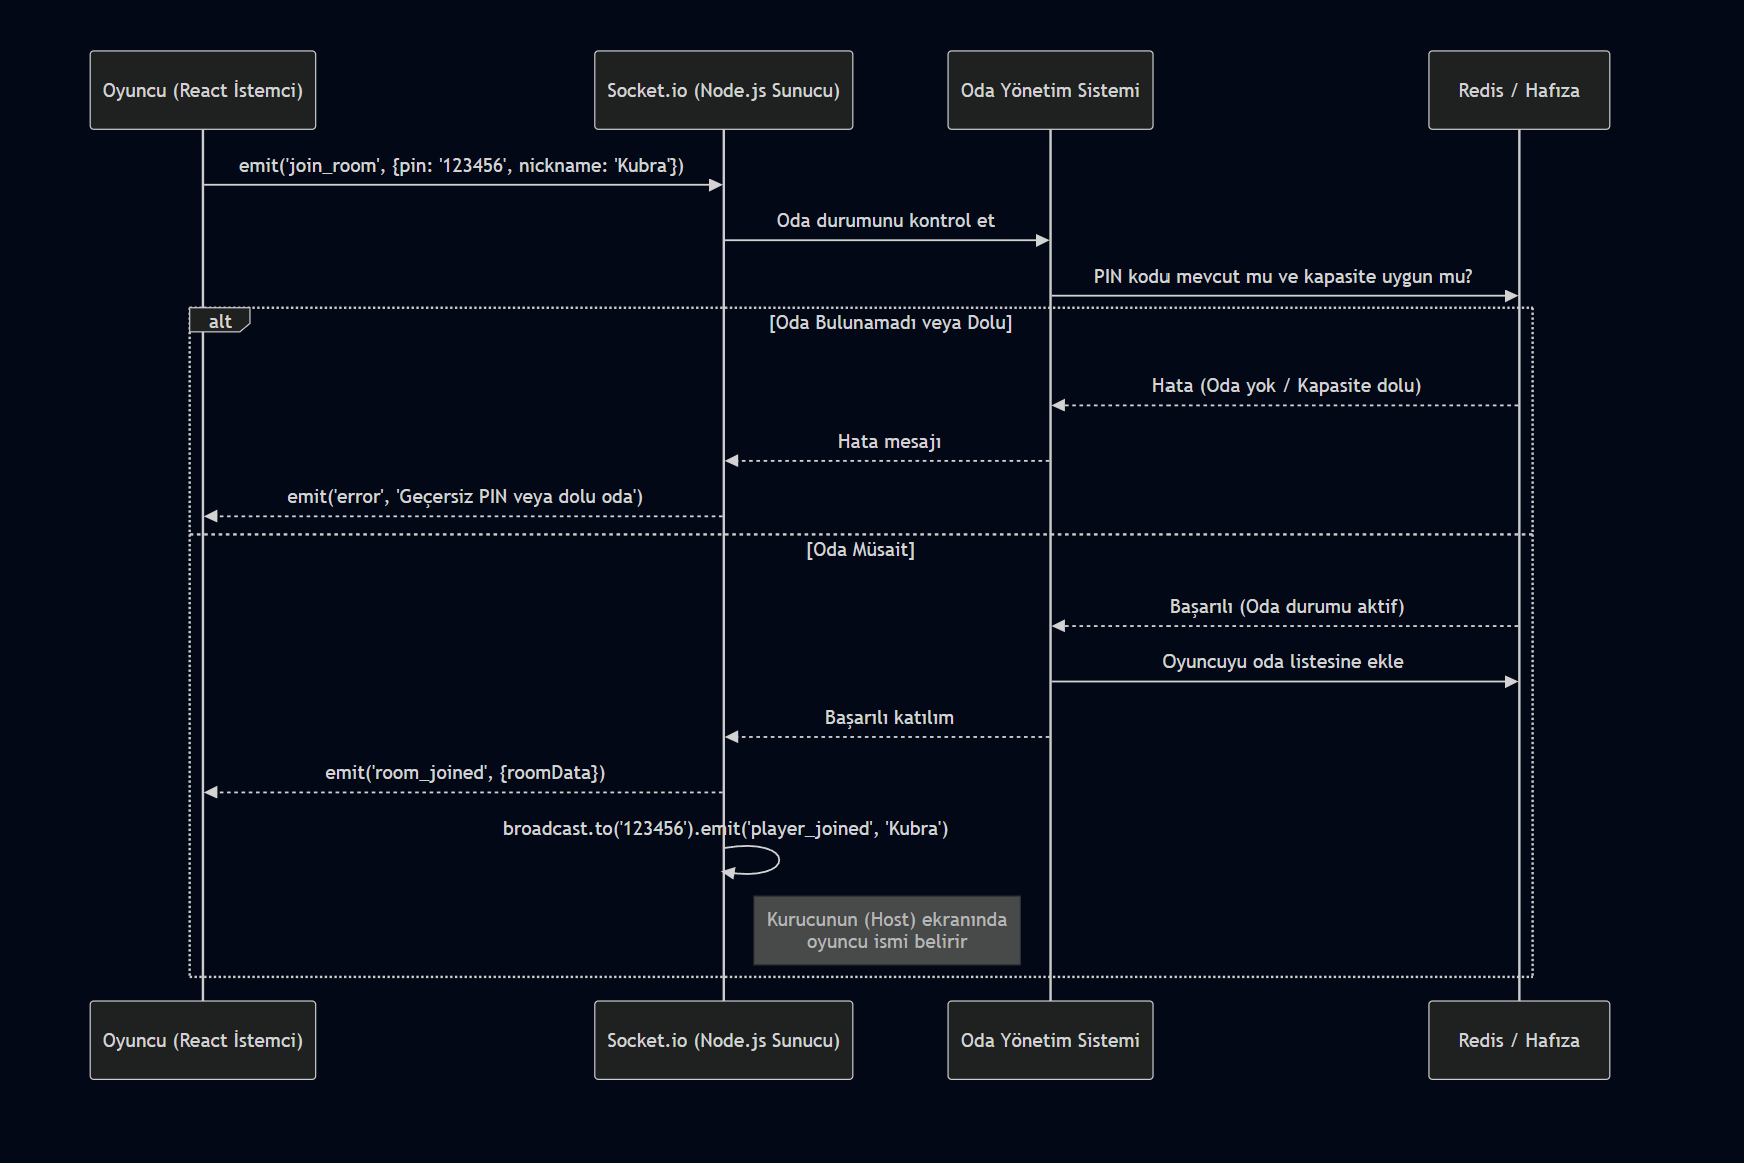 Oyuncu (React İstemci)
Socket.io (Node.js Sunucu)
Oda Yönetim Sistemi
Redis / Hafıza
emit('join_room', {pin: '123456', nickname: 'Kubra'})
Oda durumunu kontrol et
PIN kodu mevcut mu ve kapasite uygun mu?
alt
[Oda Bulunamadı veya Dolu]
Hata (Oda yok / Kapasite dolu)
Hata mesajı
emit('error', 'Geçersiz PIN veya dolu oda')
[Oda Müsait]
Başarılı (Oda durumu aktif)
Oyuncuyu oda listesine ekle
Başarılı katılım
emit('room_joined', {roomData})
broadcast.to('123456').emit('player_joined', 'Kubra')
Kurucunun (Host) ekranında
oyuncu ismi belirir
Oyuncu (React İstemci)
Socket.io (Node.js Sunucu)
Oda Yönetim Sistemi
Redis / Hafıza